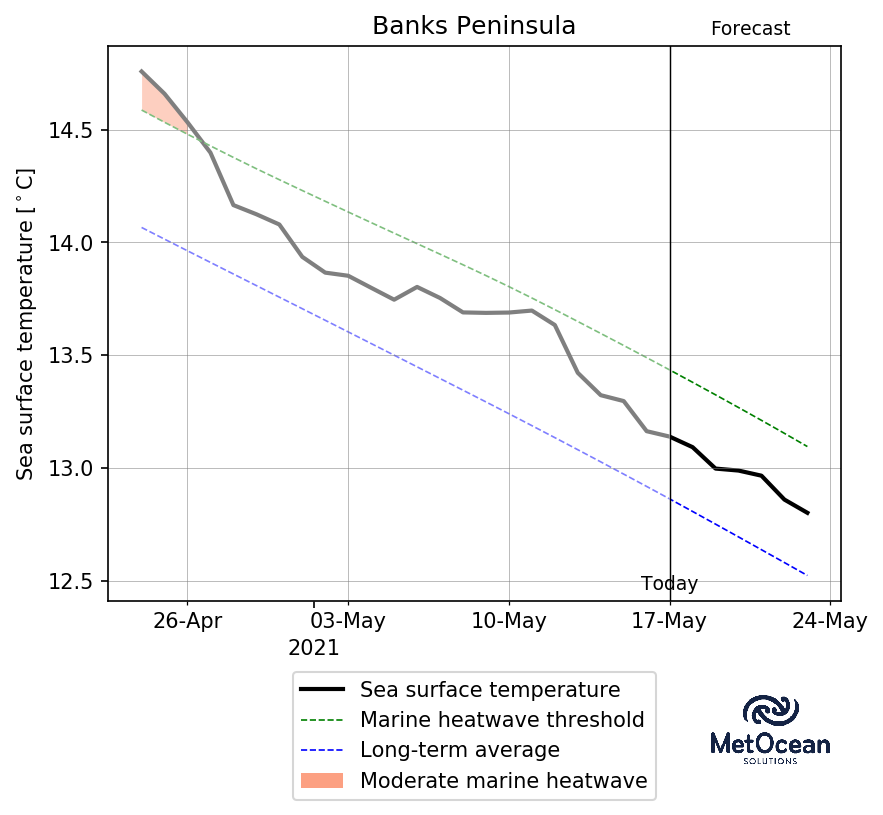 Banks Peninsula
Forecast
Sea surface temperature [°C]
14.5
14.0
13.5
13.0
12.5
Today
26-Apr 03-May 10-May 17-May 24-May
2021
Sea surface temperature
Marine heatwave threshold
Long-term average
Moderate marine heatwave
MetOcean
SOLUTIONS